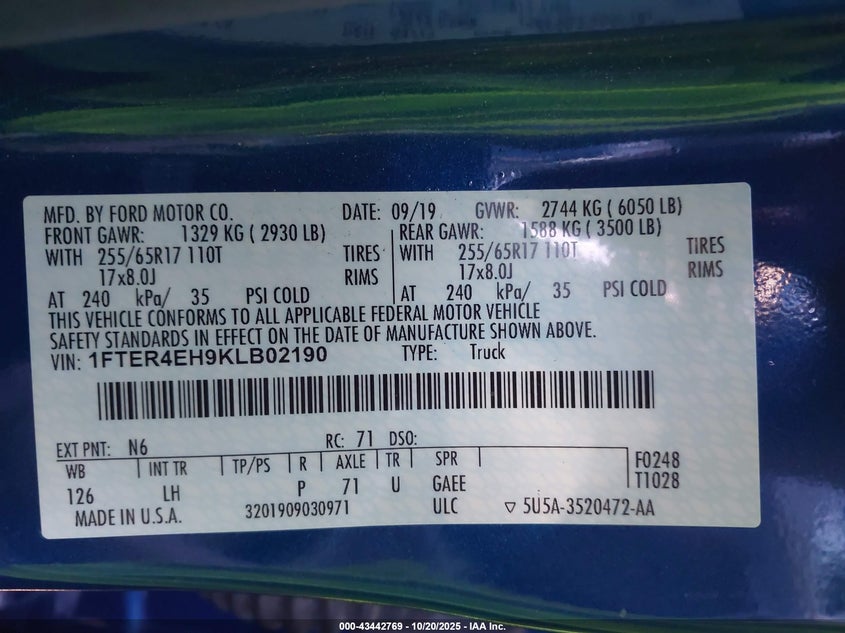 MFD. BY FORD MOTOR CO. DATE: 09/19 GVWR: 2744 KG ( 6050 LB)
FRONT GAWR: 1329 KG ( 2930 LB) REAR GAWR: 1588 KG ( 3500 LB)
WITH 255/65R17 110T TIRES WITH 255/65R17 110T TIRES
17x8.0J RIMS 17x8.0J RIMS
AT 240 kPa/ 35 PSI COLD AT 240 kPa/ 35 PSI COLD
THIS VEHICLE CONFORMS TO ALL APPLICABLE FEDERAL MOTOR VEHICLE
SAFETY STANDARDS IN EFFECT ON THE DATE OF MANUFACTURE SHOWN ABOVE.
VIN: 1FTER4EH9KLB02190 TYPE: Truck
EXT PNT: N6 RC: 71 DSO:
WB INT TR TP/PS R AXLE TR SPR F0248
126 LH P 71 U GAEE T1028
MADE IN U.S.A. 3201909030971 ULC ▽ 5U5A-3520472-AA
000-43442769 - 10/20/2025 - IAA Inc.